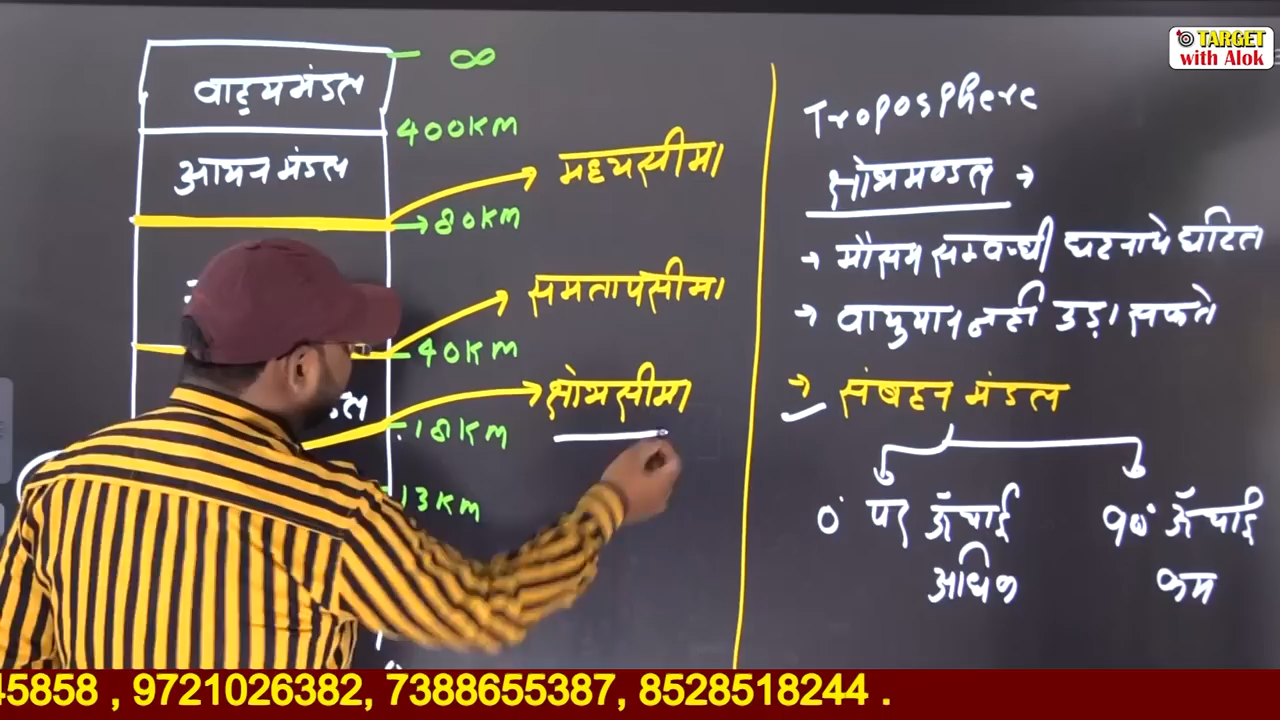 TARGET
with Alok
∞
वाह्यमंडल
400KM
आयन मंडल
मध्यसीमा
80KM
समतापसीमा
40KM
क्षोभसीमा
18KM
13KM
Troposphere
क्षोभमण्डल →
→ मौसम सम्बन्धी घटनाये घटित
→ वायुयान नही उड़ा सकते
→ संवहन मंडल
0° पर ऊँचाई
अधिक
90° ऊँचाई
कम
45858 , 9721026382, 7388655387, 8528518244 .